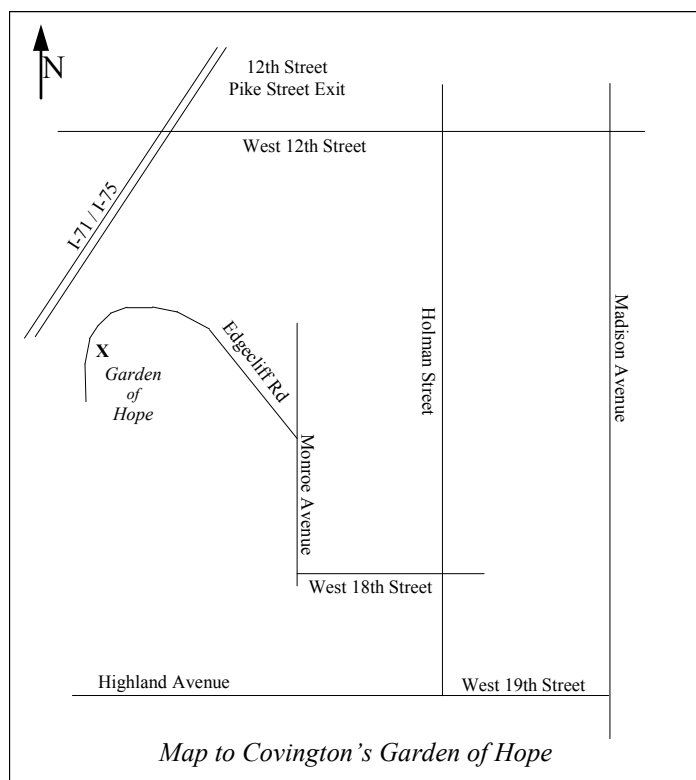 N
12th Street
Pike Street Exit
West 12th Street
I-71 / I-75
Holman Street
Madison Avenue
Edgecliff Rd
X
Garden
of
Hope
Monroe Avenue
West 18th Street
Highland Avenue
West 19th Street
Map to Covington’s Garden of Hope